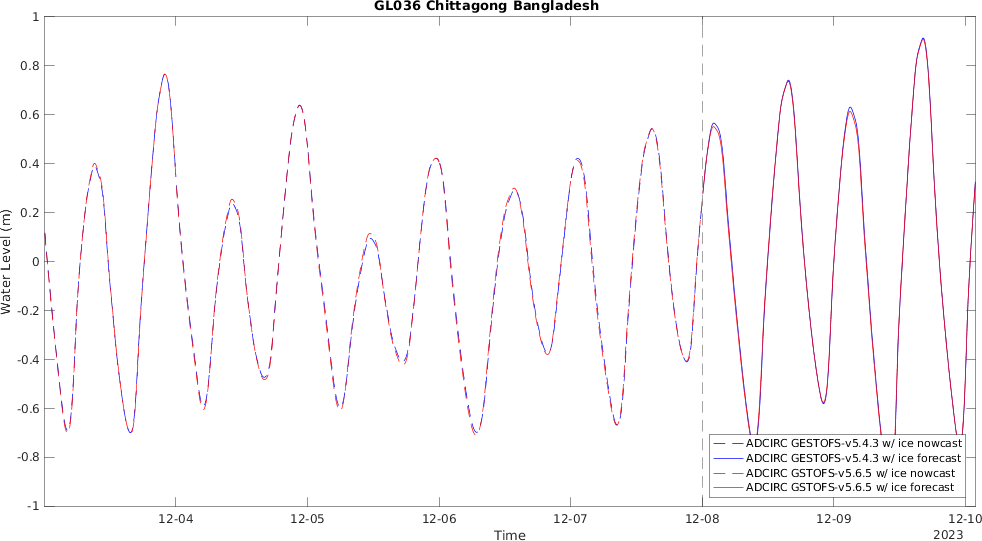 GL036 Chittagong Bangladesh
1
0.8
0.6
0.4
0.2
0
-0.2
-0.4
-0.6
-0.8
-1
Water Level (m)
ADCIRC GESTOFS-v5.4.3 w/ ice nowcast
ADCIRC GESTOFS-v5.4.3 w/ ice forecast
ADCIRC GSTOFS-v5.6.5 w/ ice nowcast
ADCIRC GSTOFS-v5.6.5 w/ ice forecast
12-04 12-05 12-06 12-07 12-08 12-09 12-10
Time
2023